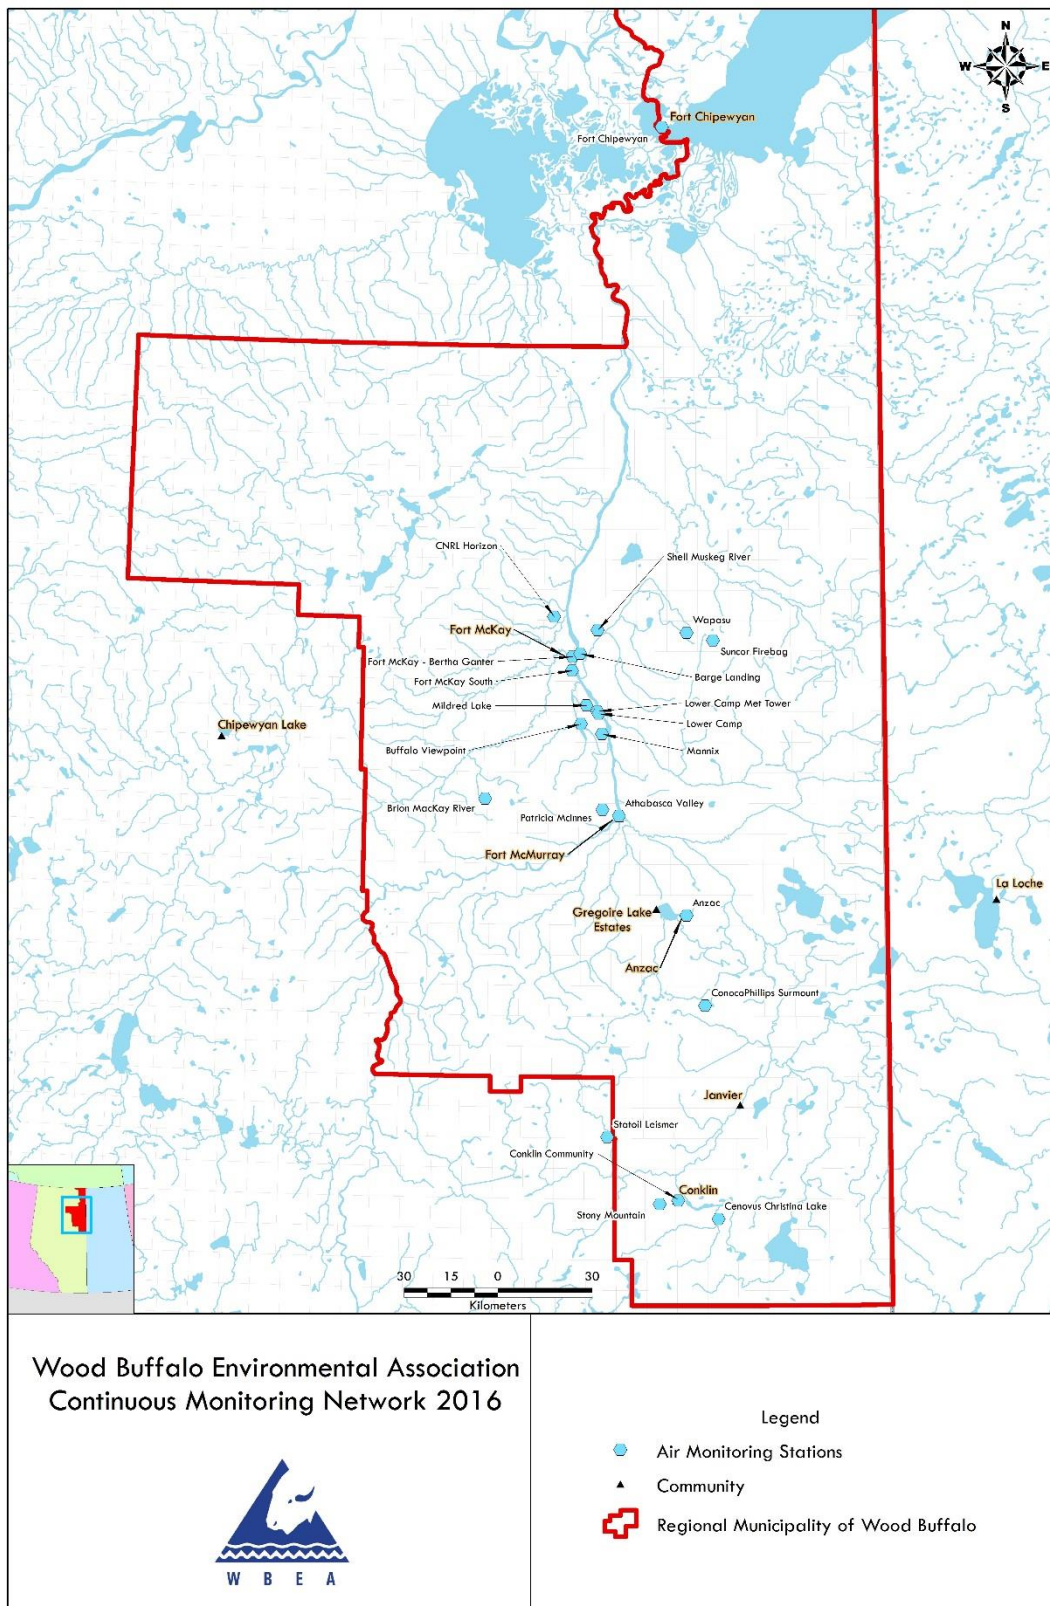 N
W E
S
Fort Chipewyan
Fort Chipewyan
CNRL Horizon
Shell Muskeg River
Fort McKay
Wapasu
Suncor Firebag
Fort McKay - Bertha Ganter
Fort McKay South
Barge Landing
Mildred Lake
Lower Camp Met Tower
Lower Camp
Chipewyan Lake
Buffalo Viewpoint
Mannix
Brion MacKay River
Athabasca Valley
Patricia McInnes
Fort McMurray
La Loche
Anzac
Gregoire Lake
Estates
Anzac
ConocoPhillips Surmount
Janvier
Statoil Leismer
Conklin Community
Conklin
Stony Mountain
Cenovus Christina Lake
30 15 0 30
Kilometers
Wood Buffalo Environmental Association
Continuous Monitoring Network 2016
W B E A
Legend
Air Monitoring Stations
Community
Regional Municipality of Wood Buffalo